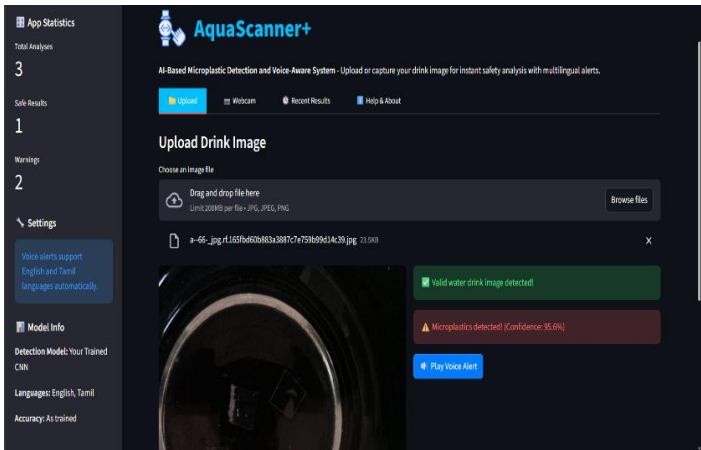 App Statistics
Total Analyses
3
Safe Results
1
Warnings
2
Settings
Voice alerts support
English and Tamil
languages automatically.
Model Info
Detection Model: Your Trained
CNN
Languages: English, Tamil
Accuracy: As trained
AquaScanner+
AI-Based Microplastic Detection and Voice-Aware System - Upload or capture your drink image for instant safety analysis with multilingual alerts.
Upload
Webcam
Recent Results
Help & About
Upload Drink Image
Choose an image file
Drag and drop file here
Limit 200MB per file • JPG, JPEG, PNG
Browse files
a--66-_jpg.rf.165fbd60b883a3887c7e759b99d14c39.jpg 23.5KB
X
Valid water drink image detected!
Microplastics detected! (Confidence: 95.6%)
Play Voice Alert